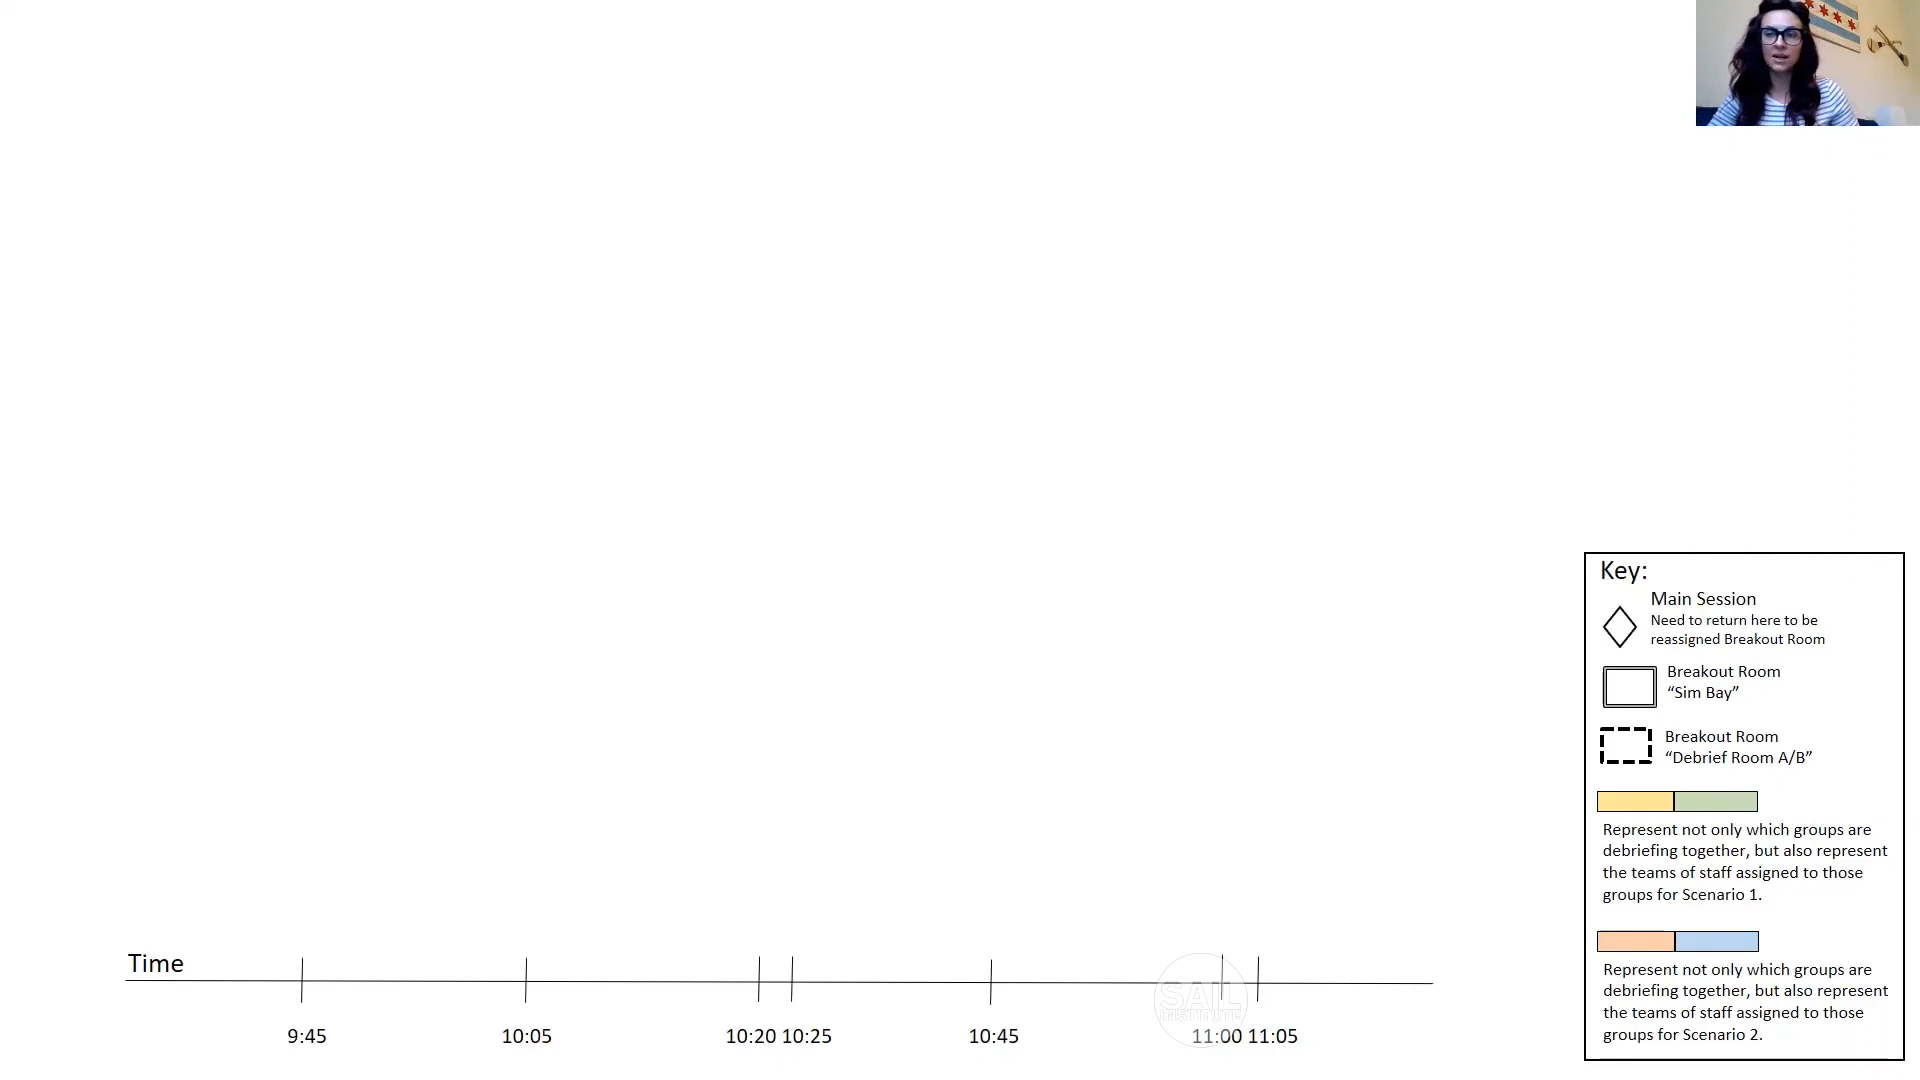 Key:
Main Session
Need to return here to be
reassigned Breakout Room
Breakout Room
“Sim Bay”
Breakout Room
“Debrief Room A/B”
Represent not only which groups are
debriefing together, but also represent
the teams of staff assigned to those
groups for Scenario 1.
Represent not only which groups are
debriefing together, but also represent
the teams of staff assigned to those
groups for Scenario 2.
Time
SAIL
INSTITUTE
9:45 10:05 10:20 10:25 10:45 11:00 11:05